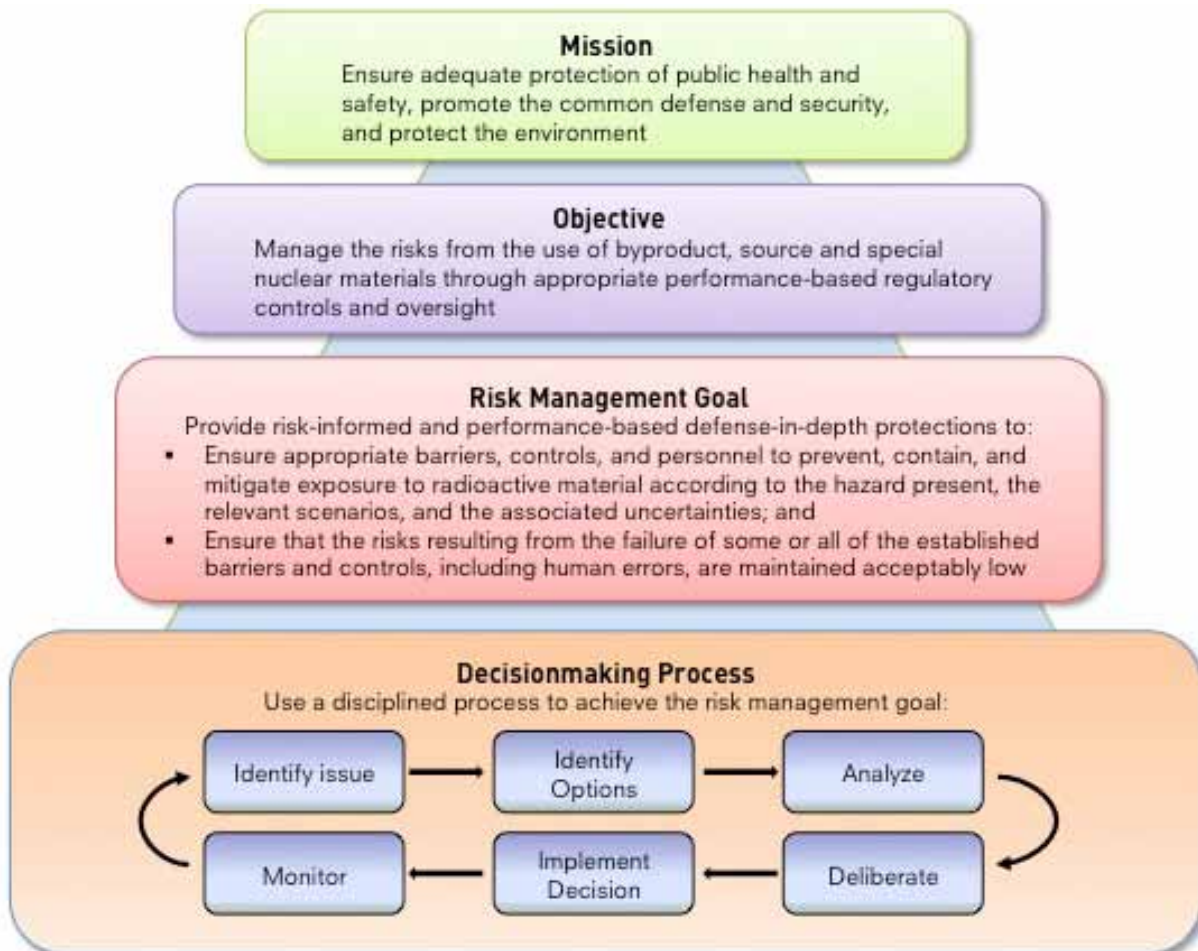 Mission
Ensure adequate protection of public health and
safety, promote the common defense and security,
and protect the environment
Objective
Manage the risks from the use of byproduct, source and special
nuclear materials through appropriate performance-based regulatory
controls and oversight
Risk Management Goal
Provide risk-informed and performance-based defense-in-depth protections to:
▪ Ensure appropriate barriers, controls, and personnel to prevent, contain, and
mitigate exposure to radioactive material according to the hazard present, the
relevant scenarios, and the associated uncertainties; and
▪ Ensure that the risks resulting from the failure of some or all of the established
barriers and controls, including human errors, are maintained acceptably low
Decisionmaking Process
Use a disciplined process to achieve the risk management goal:
Identify issue
Identify
Options
Analyze
Monitor
Implement
Decision
Deliberate